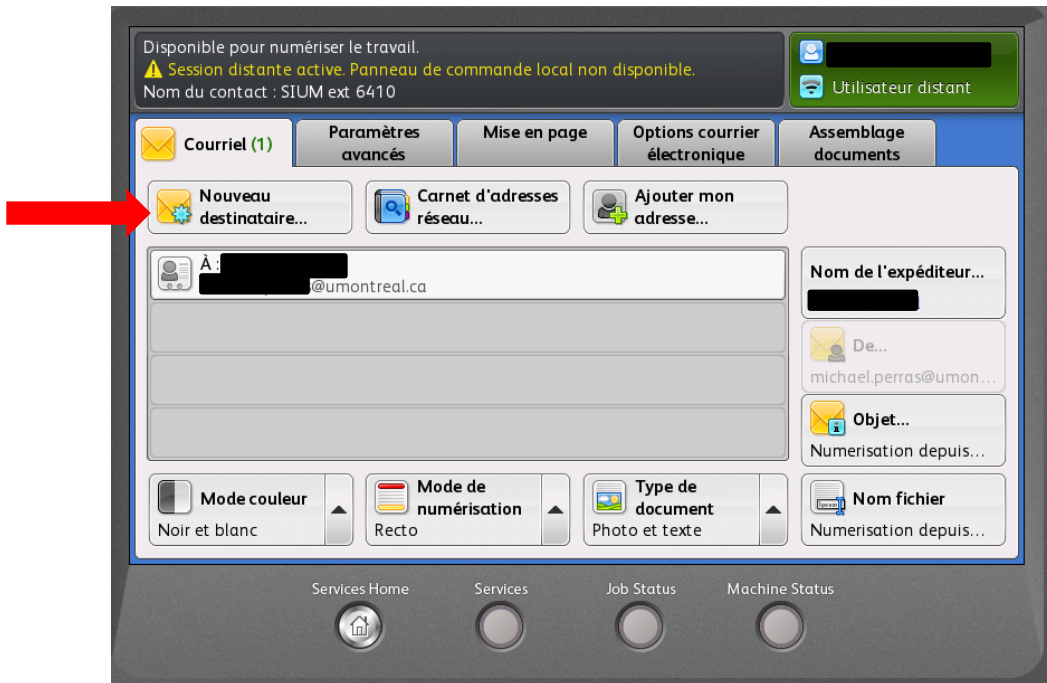 Disponible pour numériser le travail.
Session distante active. Panneau de commande local non disponible.
Nom du contact : SIUM ext 6410
Utilisateur distant
Courriel (1)
Paramètres
avancés
Mise en page
Options courrier
électronique
Assemblage
documents
Nouveau
destinataire...
Carnet d'adresses
réseau...
Ajouter mon
adresse...
À :
@umontreal.ca
Nom de l'expéditeur...
De...
michael.perras@umon...
Objet...
Numerisation depuis...
Mode couleur
Noir et blanc
Mode de
numérisation
Recto
Type de
document
Photo et texte
Nom fichier
Numerisation depuis...
Services Home
Services
Job Status
Machine Status